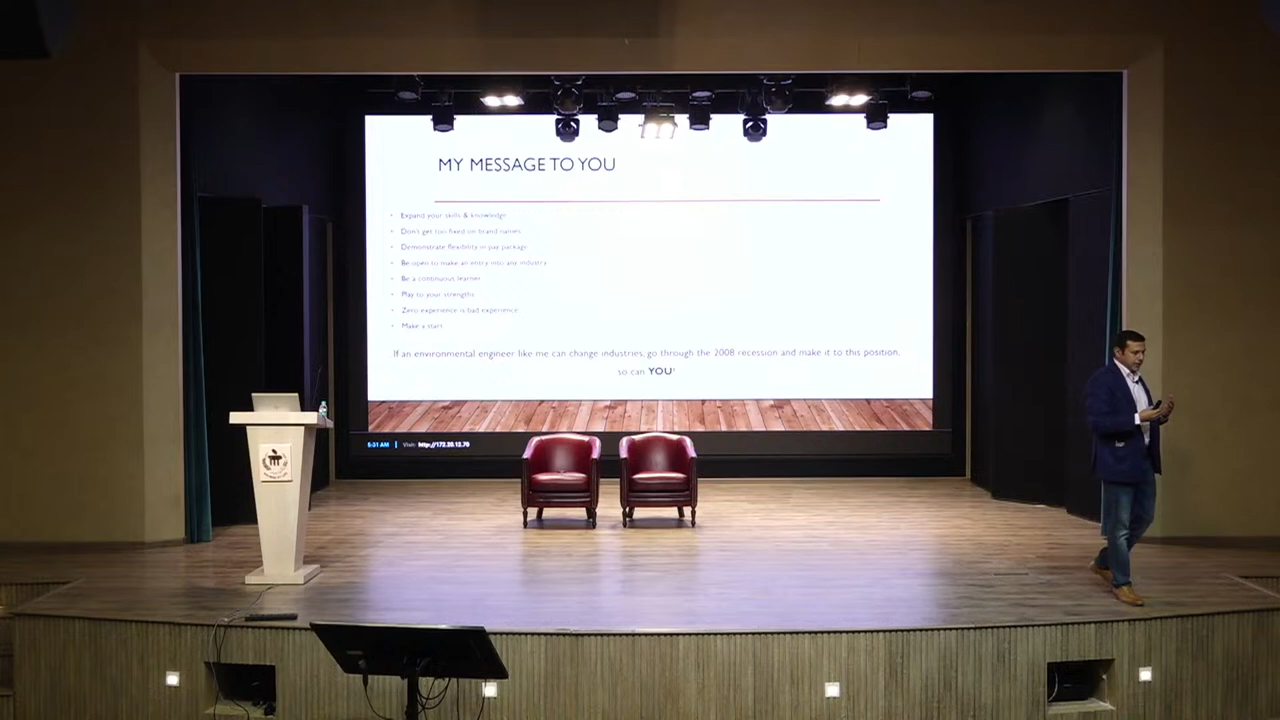 MY MESSAGE TO YOU
• Expand your skills & knowledge
• Don't get too fixed on brand names
• Demonstrate flexibility in pay package
• Be open to make an entry into any industry
• Be a continuous learner
• Play to your strengths
• Zero experience is bad experience
• Make a start
If an environmental engineer like me can change industries, go through the 2008 recession and make it to this position,
so can YOU!
5:31 AM | Visit: http://172.20.12.70